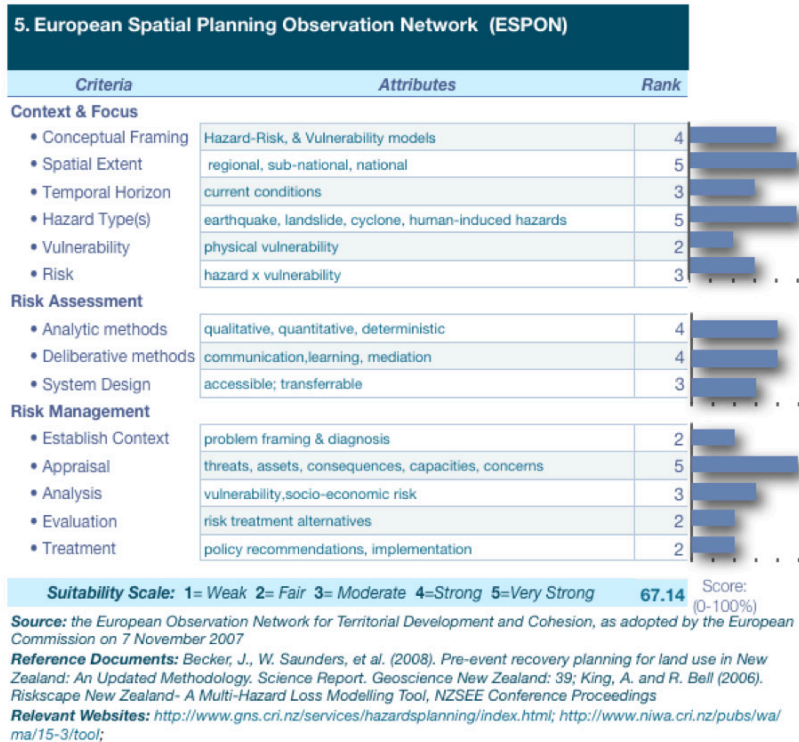 5. European Spatial Planning Observation Network  (ESPON)
Criteria Attributes Rank
Context & Focus
• Conceptual Framing Hazard-Risk, & Vulnerability models 4
• Spatial Extent regional, sub-national, national 5
• Temporal Horizon current conditions 3
• Hazard Type(s) earthquake, landslide, cyclone, human-induced hazards 5
• Vulnerability physical vulnerability 2
• Risk hazard x vulnerability 3
Risk Assessment
• Analytic methods qualitative, quantitative, deterministic 4
• Deliberative methods communication,learning, mediation 4
• System Design accessible; transferrable 3
Risk Management
• Establish Context problem framing & diagnosis 2
• Appraisal threats, assets, consequences, capacities, concerns 5
• Analysis vulnerability,socio-economic risk 3
• Evaluation risk treatment alternatives 2
• Treatment policy recommendations, implementation 2
Suitability Scale: 1= Weak 2= Fair 3= Moderate 4=Strong 5=Very Strong 67.14 Score:
(0-100%)
Source: the European Observation Network for Territorial Development and Cohesion, as adopted by the European
Commission on 7 November 2007
Reference Documents: Becker, J., W. Saunders, et al. (2008). Pre-event recovery planning for land use in New
Zealand: An Updated Methodology. Science Report. Geoscience New Zealand: 39; King, A. and R. Bell (2006).
Riskscape New Zealand- A Multi-Hazard Loss Modelling Tool, NZSEE Conference Proceedings
Relevant Websites: http://www.gns.cri.nz/services/hazardsplanning/index.html; http://www.niwa.cri.nz/pubs/wa/
ma/15-3/tool;